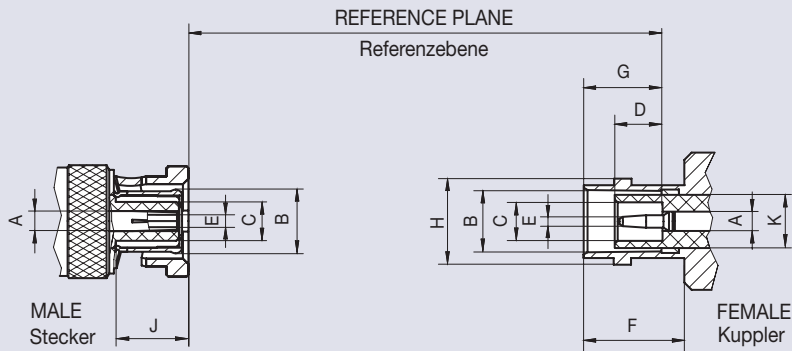 REFERENCE PLANE
Referenzebene
G
D
A
E
C
B
H
B
C
E
A
K
MALE
Stecker
J
F
FEMALE
Kuppler